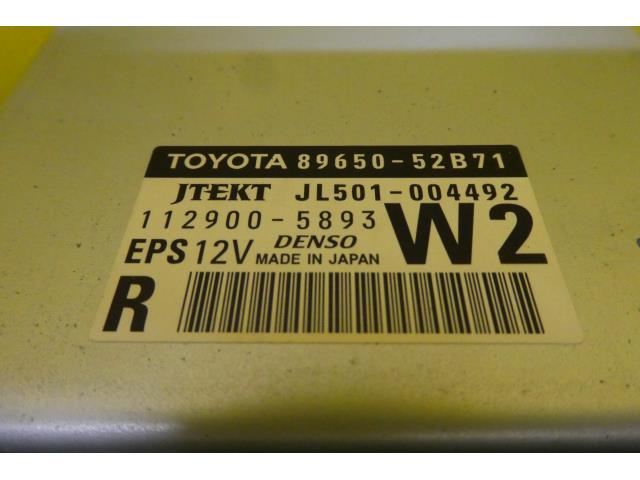 TOYOTA 89650-52B71
JTEKT JL501-004492
112900-5893 W2
EPS 12V DENSO MADE IN JAPAN
R